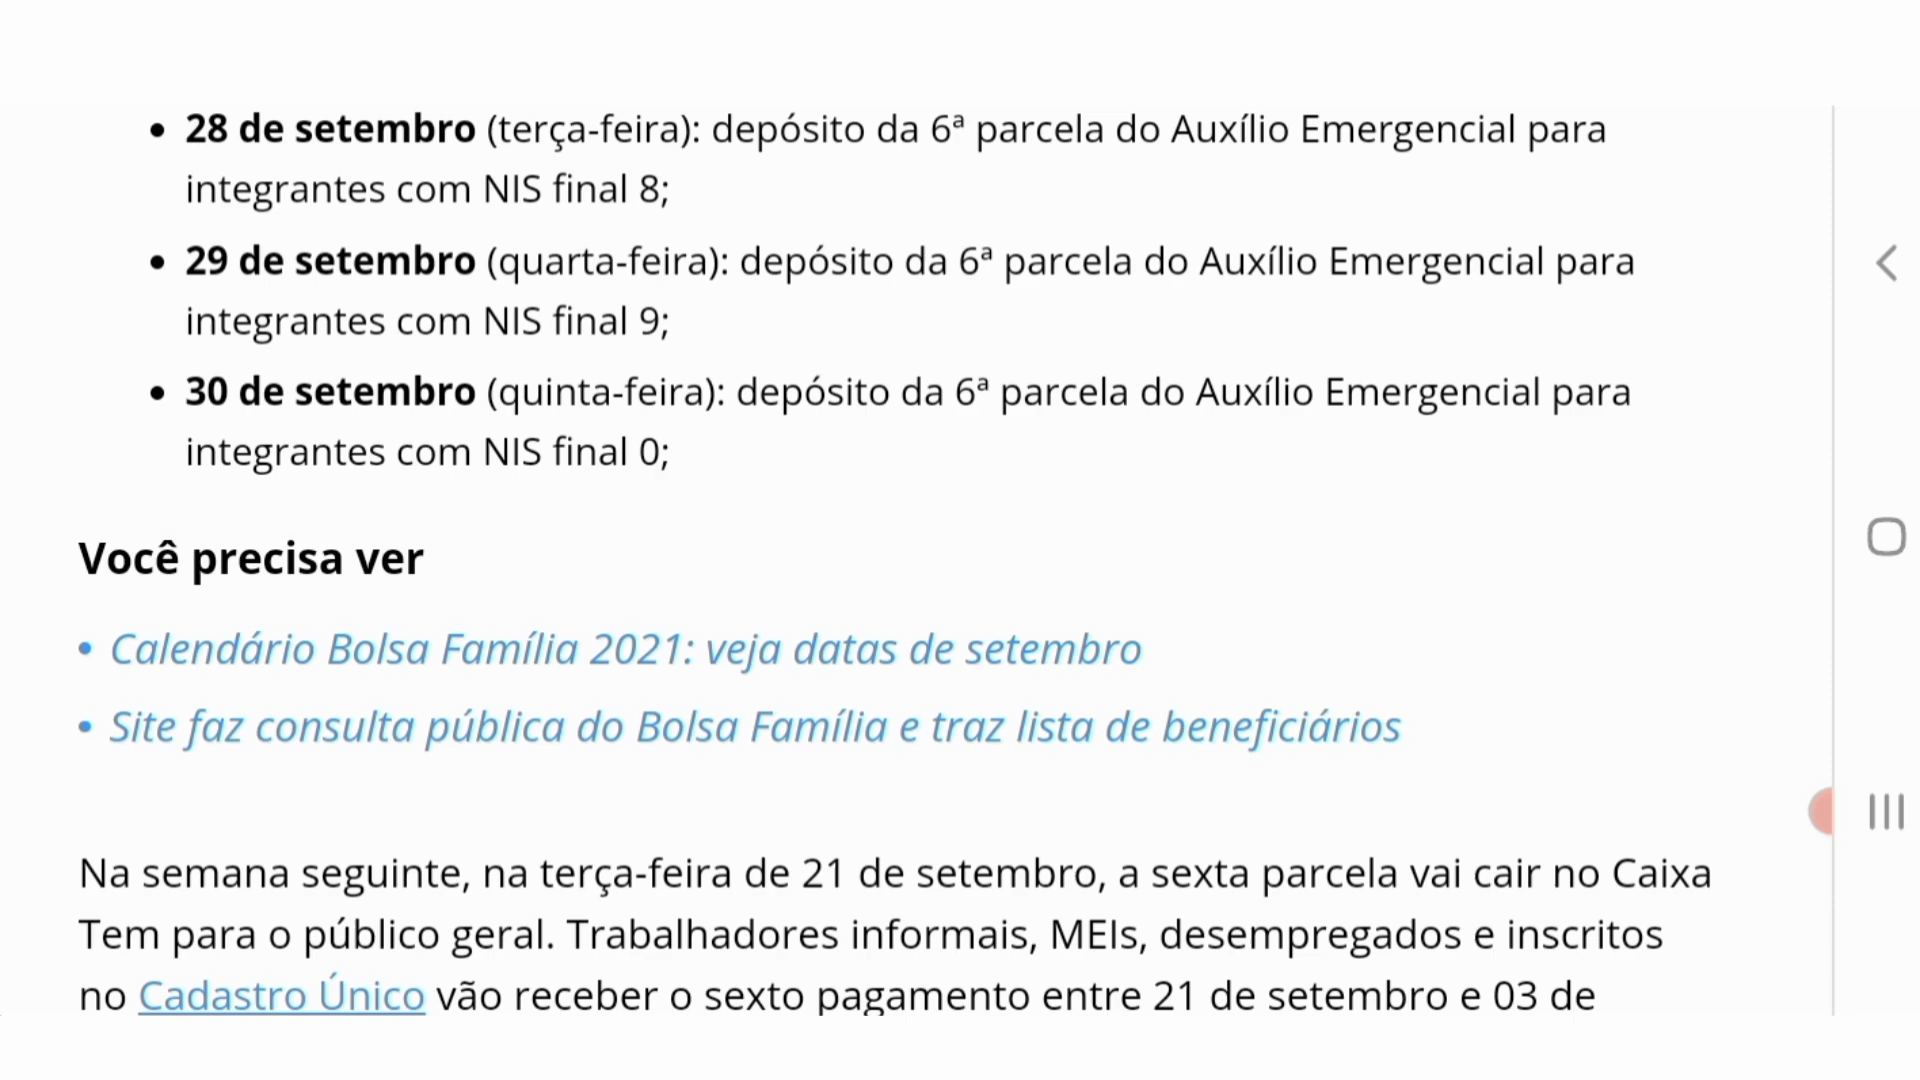 • 28 de setembro (terça-feira): depósito da 6ª parcela do Auxílio Emergencial para
integrantes com NIS final 8;
• 29 de setembro (quarta-feira): depósito da 6ª parcela do Auxílio Emergencial para
integrantes com NIS final 9;
• 30 de setembro (quinta-feira): depósito da 6ª parcela do Auxílio Emergencial para
integrantes com NIS final 0;
Você precisa ver
• Calendário Bolsa Família 2021: veja datas de setembro
• Site faz consulta pública do Bolsa Família e traz lista de beneficiários
Na semana seguinte, na terça-feira de 21 de setembro, a sexta parcela vai cair no Caixa
Tem para o público geral. Trabalhadores informais, MEIs, desempregados e inscritos
no Cadastro Único vão receber o sexto pagamento entre 21 de setembro e 03 de